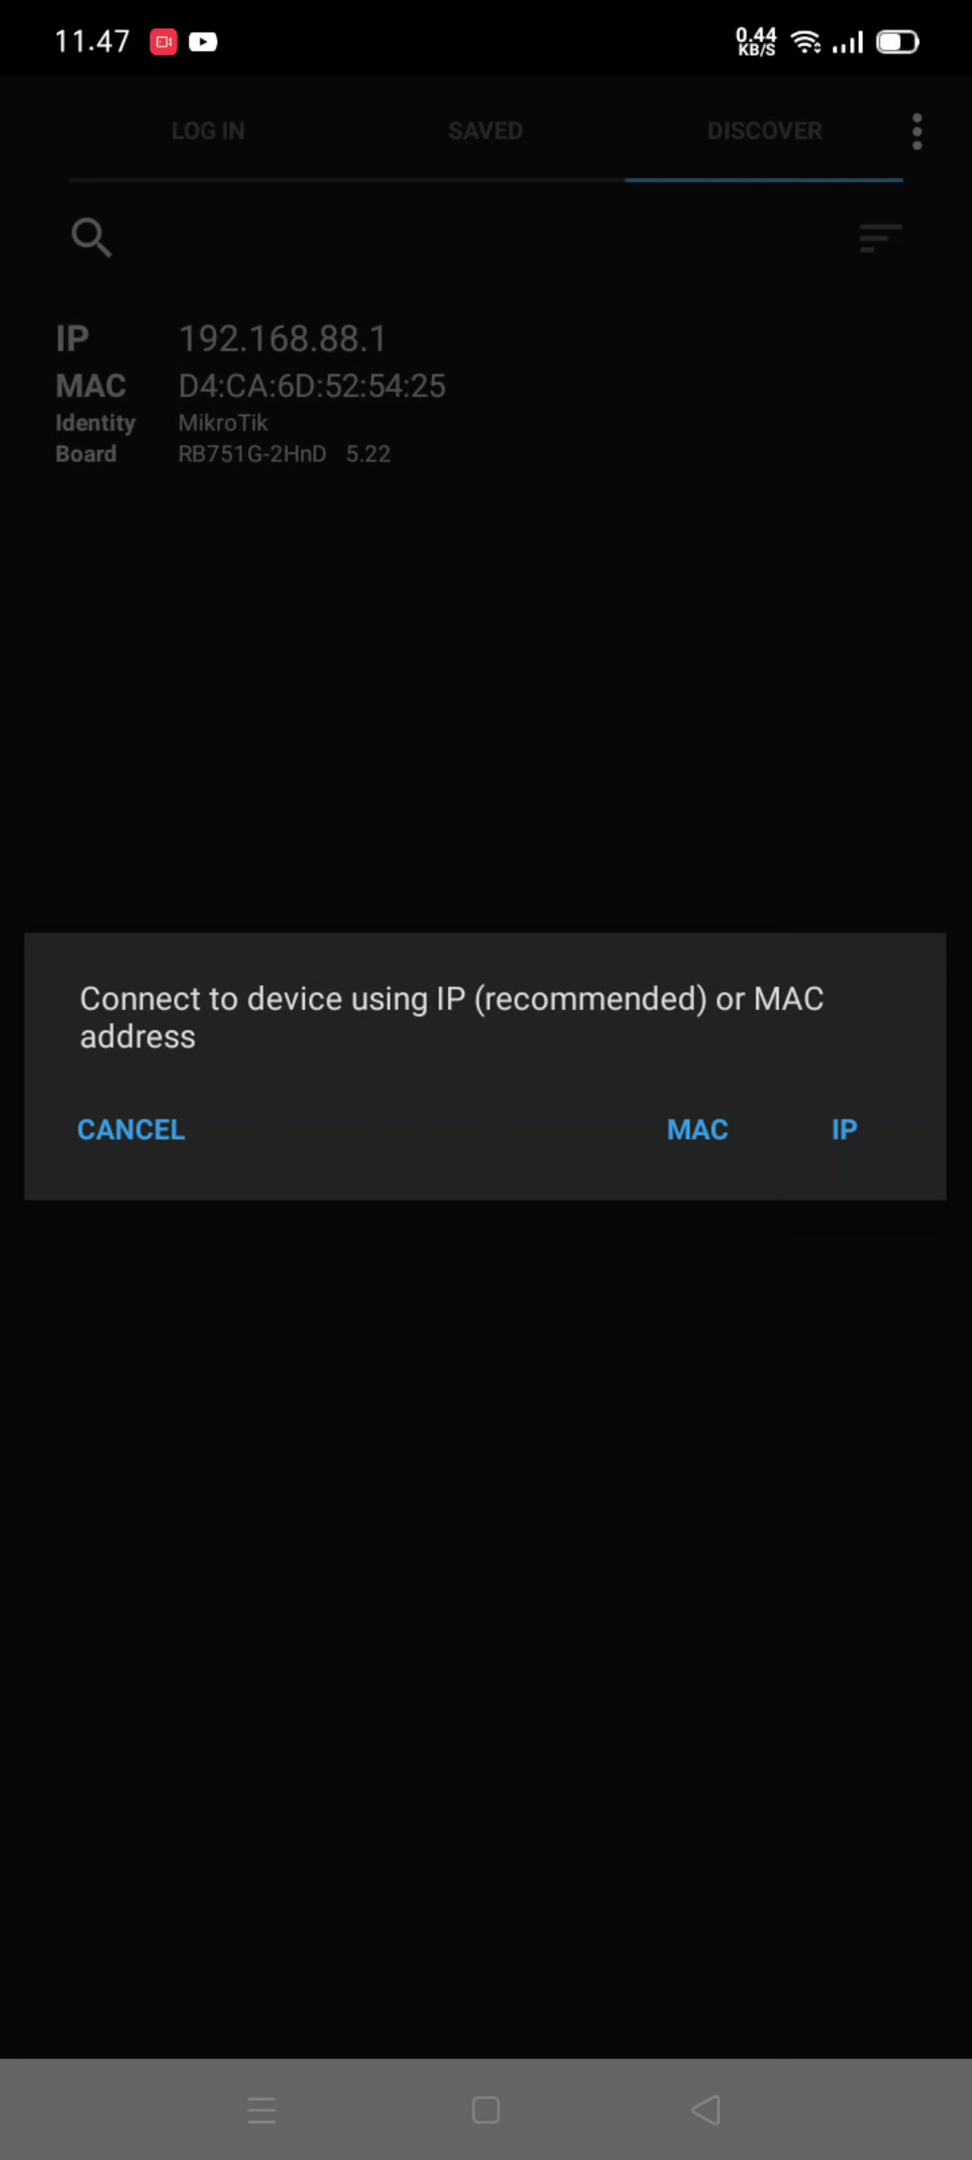 11.47
0.44
KB/S
LOG IN SAVED DISCOVER
IP 192.168.88.1
MAC D4:CA:6D:52:54:25
Identity MikroTik
Board RB751G-2HnD 5.22
Connect to device using IP (recommended) or MAC
address
CANCEL MAC IP